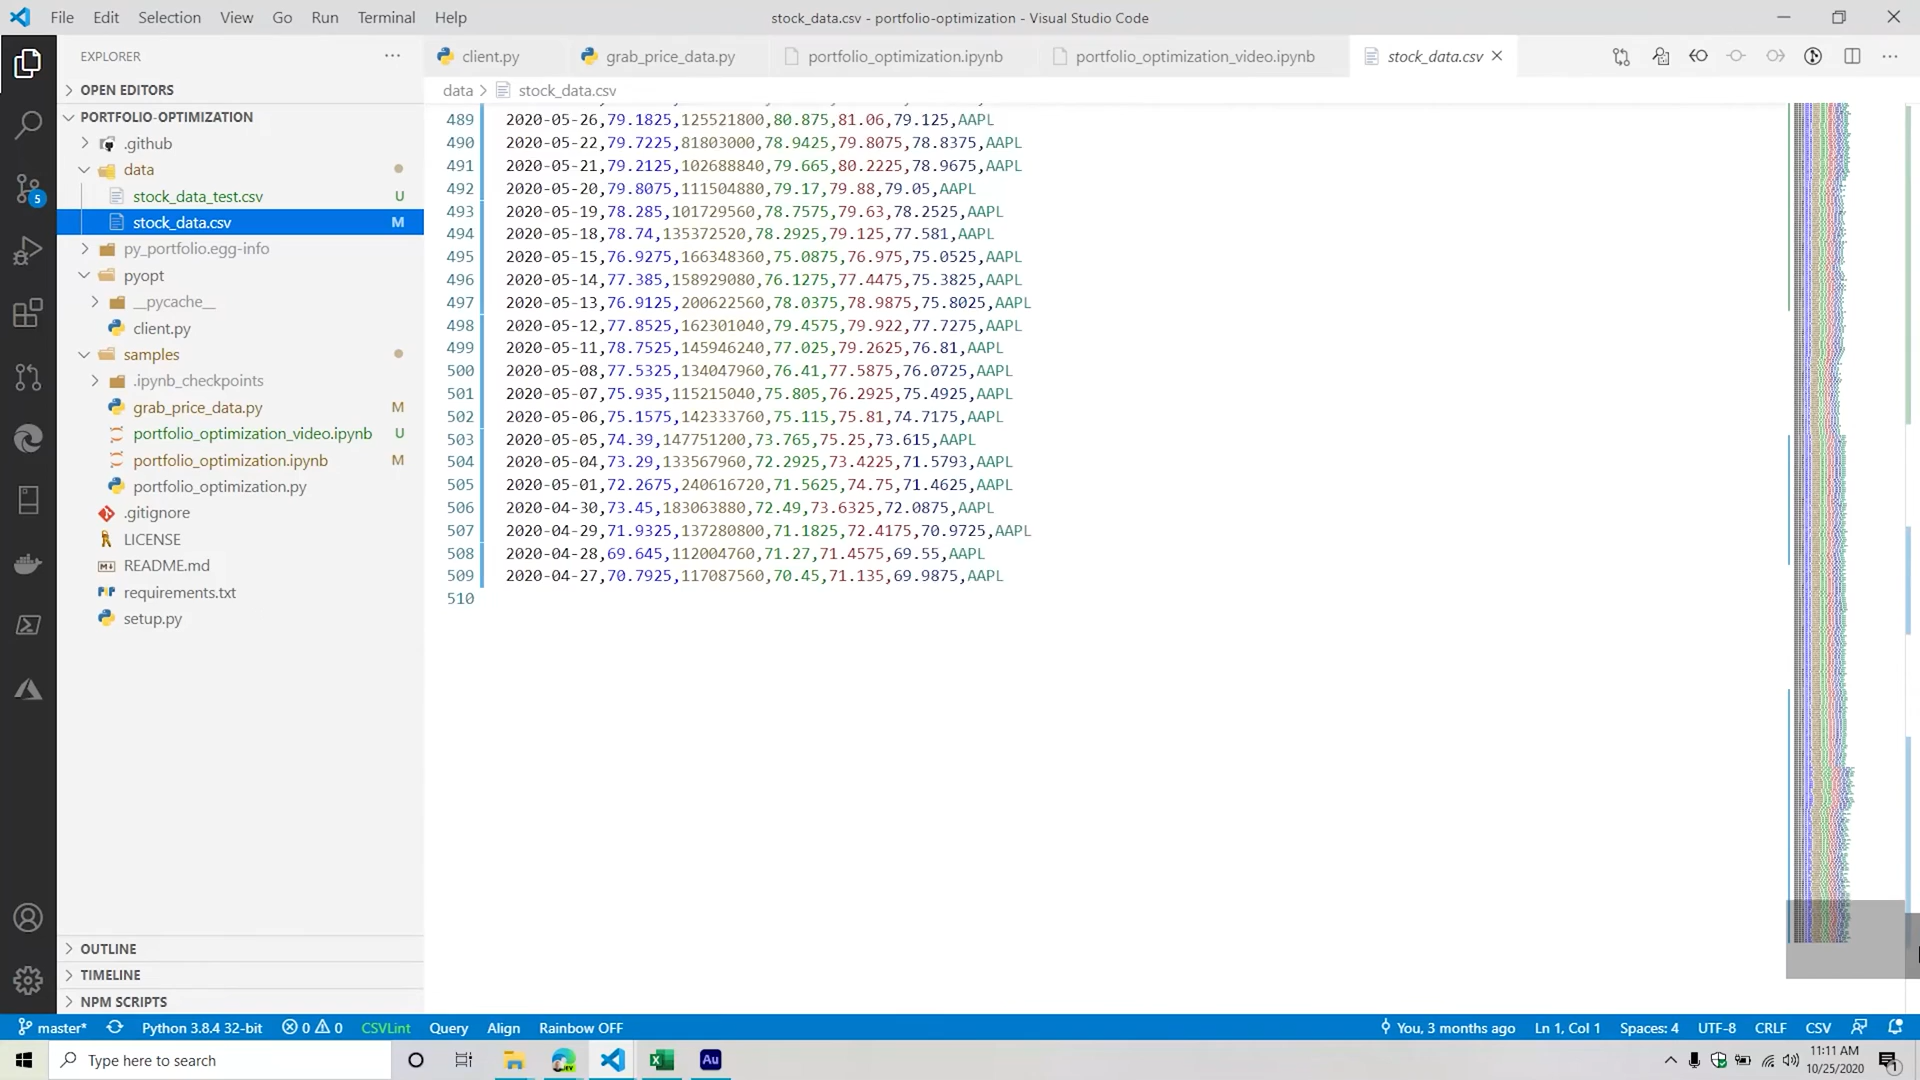 File Edit Selection View Go Run Terminal Help
stock_data.csv - portfolio-optimization - Visual Studio Code
EXPLORER
client.py grab_price_data.py portfolio_optimization.ipynb portfolio_optimization_video.ipynb stock_data.csv
OPEN EDITORS
data > stock_data.csv
PORTFOLIO-OPTIMIZATION
.github
data
stock_data_test.csv U
stock_data.csv M
py_portfolio.egg-info
pyopt
__pycache__
client.py
samples
.ipynb_checkpoints
grab_price_data.py M
portfolio_optimization_video.ipynb U
portfolio_optimization.ipynb M
portfolio_optimization.py
.gitignore
LICENSE
README.md
requirements.txt
setup.py
OUTLINE
TIMELINE
NPM SCRIPTS
489 2020-05-26,79.1825,125521800,80.875,81.06,79.125,AAPL
490 2020-05-22,79.7225,81803000,78.9425,79.8075,78.8375,AAPL
491 2020-05-21,79.2125,102688840,79.665,80.2225,78.9675,AAPL
492 2020-05-20,79.8075,111504880,79.17,79.88,79.05,AAPL
493 2020-05-19,78.285,101729560,78.7575,79.63,78.2525,AAPL
494 2020-05-18,78.74,135372520,78.2925,79.125,77.581,AAPL
495 2020-05-15,76.9275,166348360,75.0875,76.975,75.0525,AAPL
496 2020-05-14,77.385,158929080,76.1275,77.4475,75.3825,AAPL
497 2020-05-13,76.9125,200622560,78.0375,78.9875,75.8025,AAPL
498 2020-05-12,77.8525,162301040,79.4575,79.922,77.7275,AAPL
499 2020-05-11,78.7525,145946240,77.025,79.2625,76.81,AAPL
500 2020-05-08,77.5325,134047960,76.41,77.5875,76.0725,AAPL
501 2020-05-07,75.935,115215040,75.805,76.2925,75.4925,AAPL
502 2020-05-06,75.1575,142333760,75.115,75.81,74.7175,AAPL
503 2020-05-05,74.39,147751200,73.765,75.25,73.615,AAPL
504 2020-05-04,73.29,133567960,72.2925,73.4225,71.5793,AAPL
505 2020-05-01,72.2675,240616720,71.5625,74.75,71.4625,AAPL
506 2020-04-30,73.45,183063880,72.49,73.6325,72.0875,AAPL
507 2020-04-29,71.9325,137280800,71.1825,72.4175,70.9725,AAPL
508 2020-04-28,69.645,112004760,71.27,71.4575,69.55,AAPL
509 2020-04-27,70.7925,117087560,70.45,71.135,69.9875,AAPL
510
5
master* Python 3.8.4 32-bit 0 0 CSVLint Query Align Rainbow OFF You, 3 months ago Ln 1, Col 1 Spaces: 4 UTF-8 CRLF CSV
Type here to search
Au
11:11 AM
10/25/2020
1